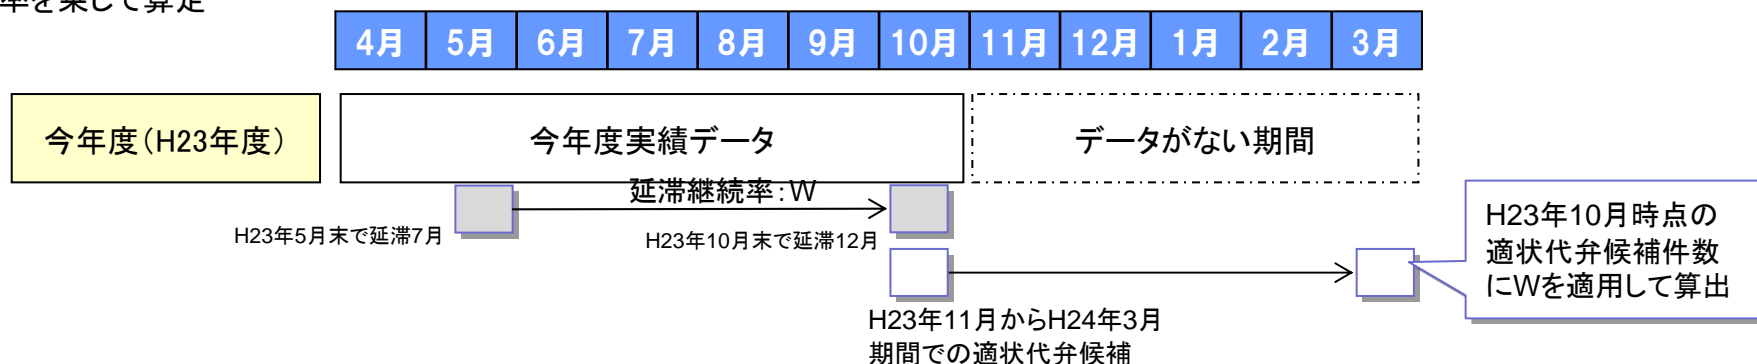 率を乗じて算定
4月 5月 6月 7月 8月 9月 10月 11月 12月 1月 2月 3月
今年度(H23年度) 今年度実績データ データがない期間
延滞継続率:W
H23年5月末で延滞7月
H23年10月末で延滞12月
H23年10月時点の
適状代弁候補件数
にWを適用して算出
H23年11月からH24年3月
期間での適状代弁候補